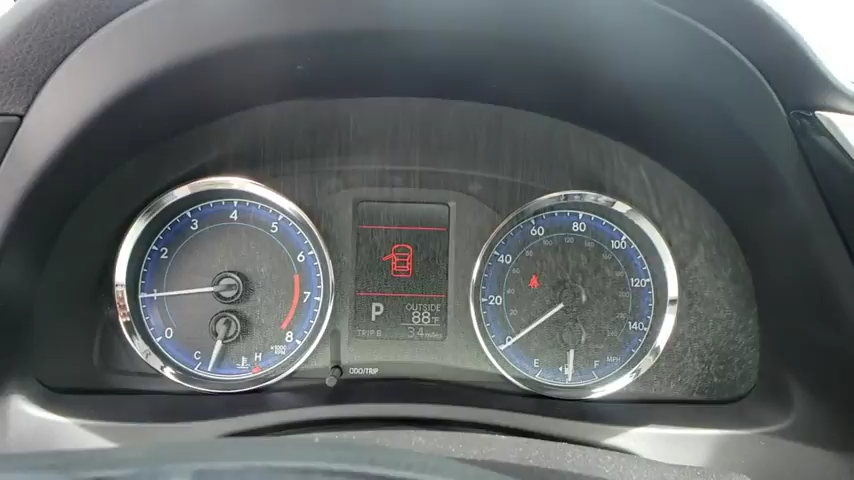 0
1
2
3
4
5
6
7
8
x1000
RPM
C
H
P
OUTSIDE
88°F
TRIP B
34 miles
ODO/TRIP
0
20
40
60
80
100
120
140
MPH
E
F